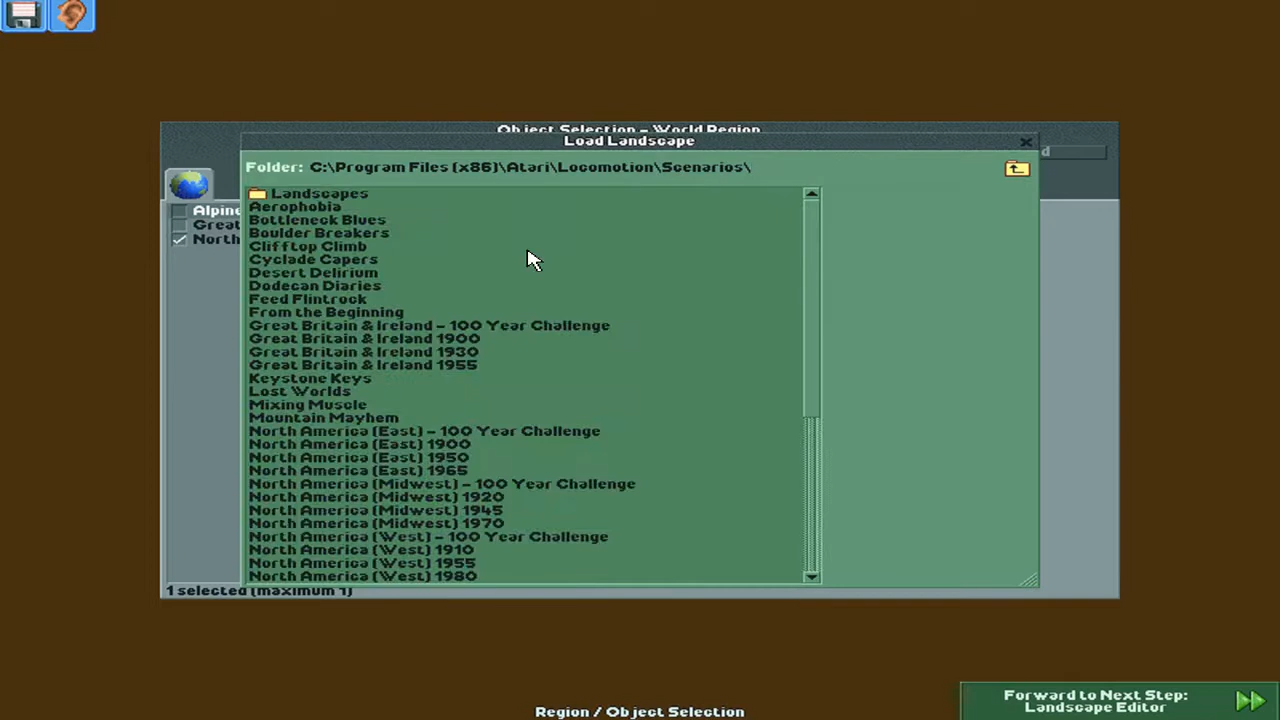 Object Selection - World Region
Load Landscape
Folder: C:\Program Files (x86)\Atari\Locomotion\Scenarios\
Landscapes
Aerophobia
Bottleneck Blues
Boulder Breakers
Clifftop Climb
Cyclade Capers
Desert Delirium
Dodecan Diaries
Feed Flintrock
From the Beginning
Great Britain & Ireland - 100 Year Challenge
Great Britain & Ireland 1900
Great Britain & Ireland 1930
Great Britain & Ireland 1955
Keystone Keys
Lost Worlds
Mixing Muscle
Mountain Mayhem
North America (East) - 100 Year Challenge
North America (East) 1900
North America (East) 1950
North America (East) 1965
North America (Midwest) - 100 Year Challenge
North America (Midwest) 1920
North America (Midwest) 1945
North America (Midwest) 1970
North America (West) - 100 Year Challenge
North America (West) 1910
North America (West) 1955
North America (West) 1980
Alpine
Great
North
1 selected (maximum 1)
Forward to Next Step:
Landscape Editor
Region / Object Selection